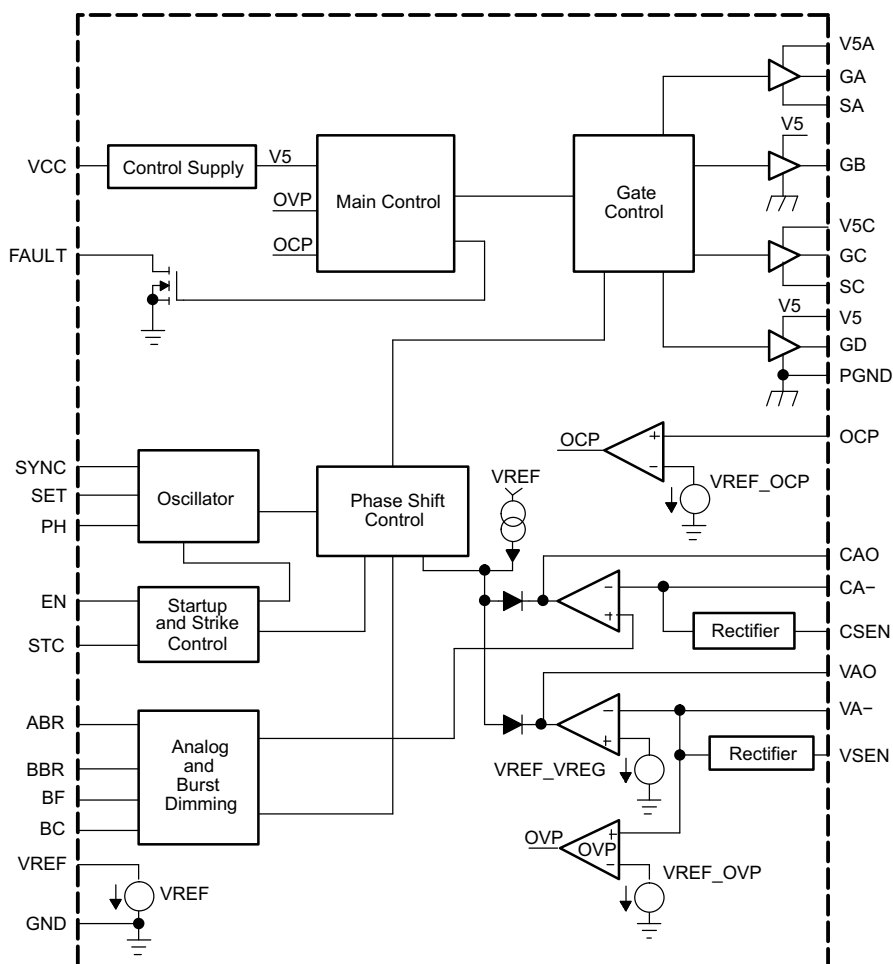 V5A
GA
SA
V5
GB
V5C
GC
SC
V5
V5
GD
PGND
VCC
Control Supply
V5
OVP
OCP
Main Control
Gate
Control
FAULT
OCP
+
−
OCP
VREF_OCP
SYNC
SET
PH
Oscillator
Phase Shift
Control
VREF
EN
STC
Startup
and Strike
Control
−
+
CAO
CA−
Rectifier
CSEN
VAO
ABR
BBR
BF
BC
Analog
and
Burst
Dimming
−
+
VA−
Rectifier
VSEN
VREF_VREG
OVP
OVP
+
−
VREF_OVP
VREF
VREF
GND